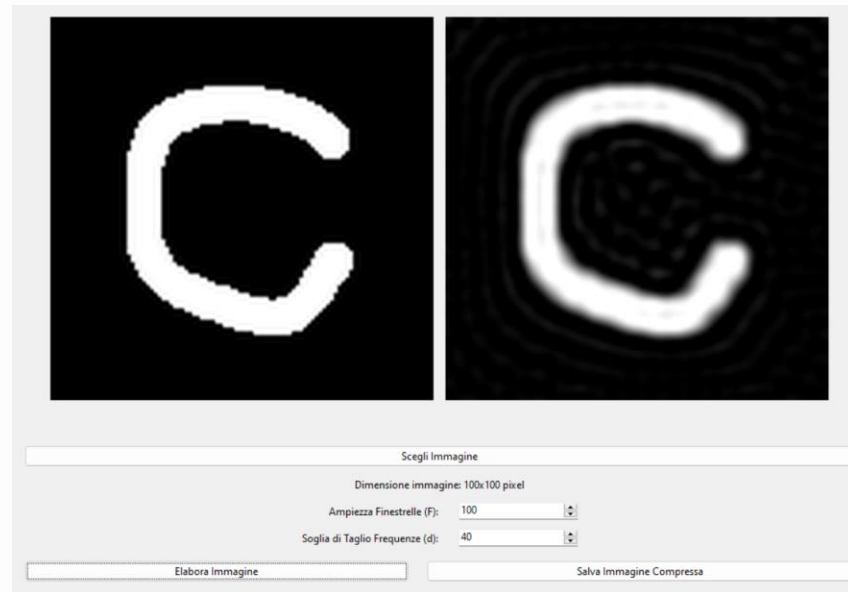 Scegli Immagine
Dimensione immagine: 100x100 pixel
Ampiezza Finestrelle (F): 100
Soglia di Taglio Frequenze (d): 40
Elabora Immagine Salva Immagine Compressa